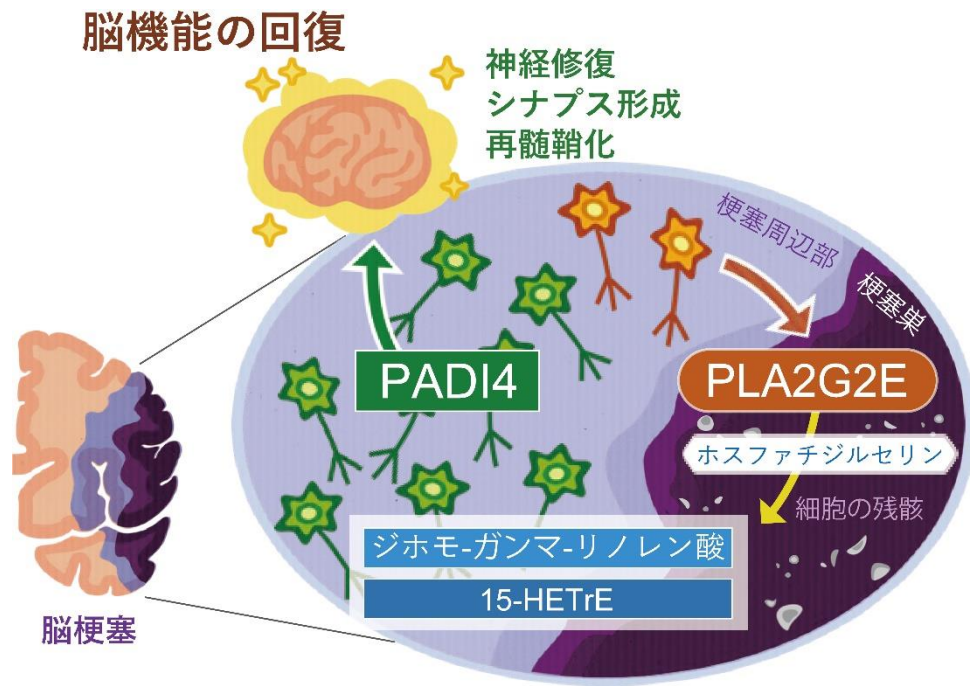 脳機能の回復
神経修復
シナプス形成
再髄鞘化
梗塞周辺部
梗塞巣
PADI4
PLA2G2E
ホスファチジルセリン
細胞の残骸
ジホモ-ガンマ-リノレン酸
15-HETrE
脳梗塞